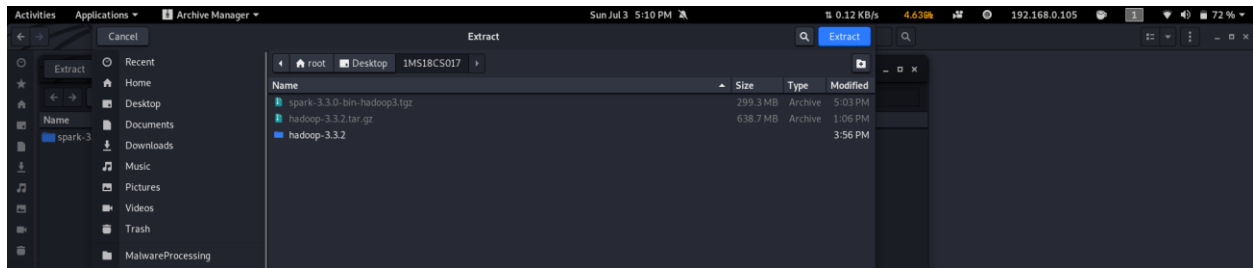 Activities Applications Archive Manager Sun Jul 3 5:10 PM 0.12 KB/s 4.63% 192.168.0.105 1 72 %
Cancel Extract Extract
Extract Recent root Desktop 1MS18CS017
Home Name Size Type Modified
Desktop spark-3.3.0-bin-hadoop3.tgz 299.3 MB Archive 5:03 PM
Name Documents hadoop-3.3.2.tar.gz 638.7 MB Archive 1:06 PM
spark-3 Downloads hadoop-3.3.2 3:56 PM
Music
Pictures
Videos
Trash
MalwareProcessing